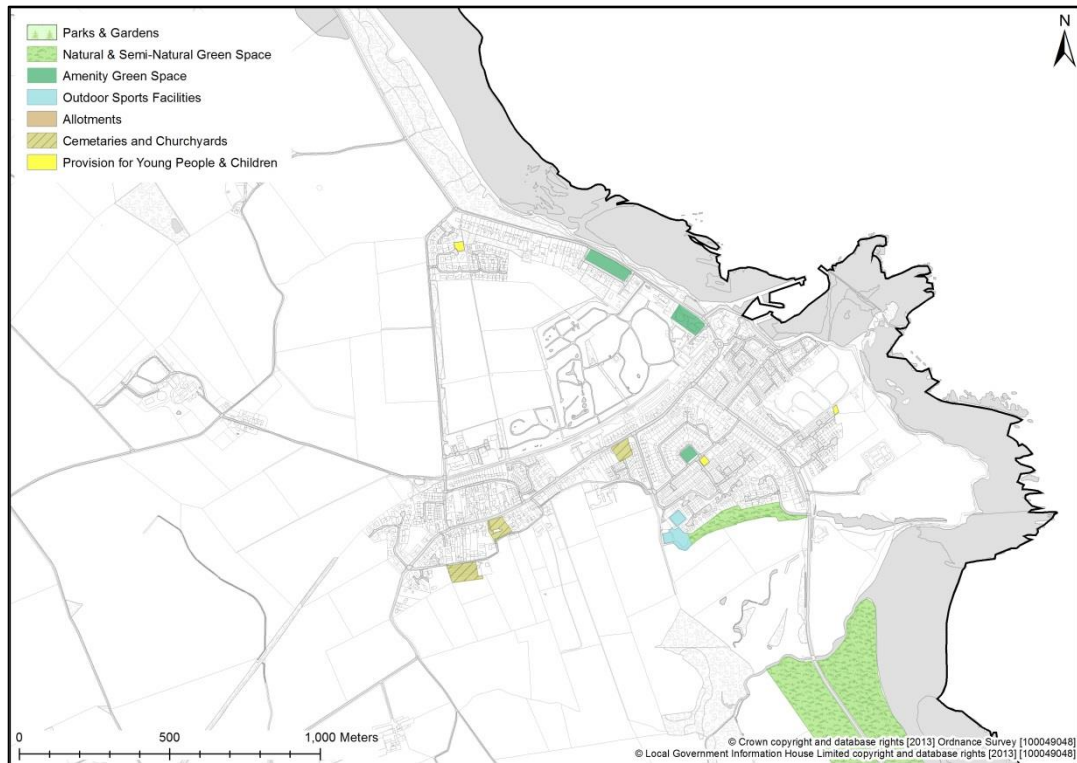 N
Parks & Gardens
Natural & Semi-Natural Green Space
Amenity Green Space
Outdoor Sports Facilities
Allotments
Cemetaries and Churchyards
Provision for Young People & Children
0 500 1,000 Meters
© Crown copyright and database rights [2013] Ordnance Survey [100049048]
© Local Government Information House Limited copyright and database rights [2013] [100049048]